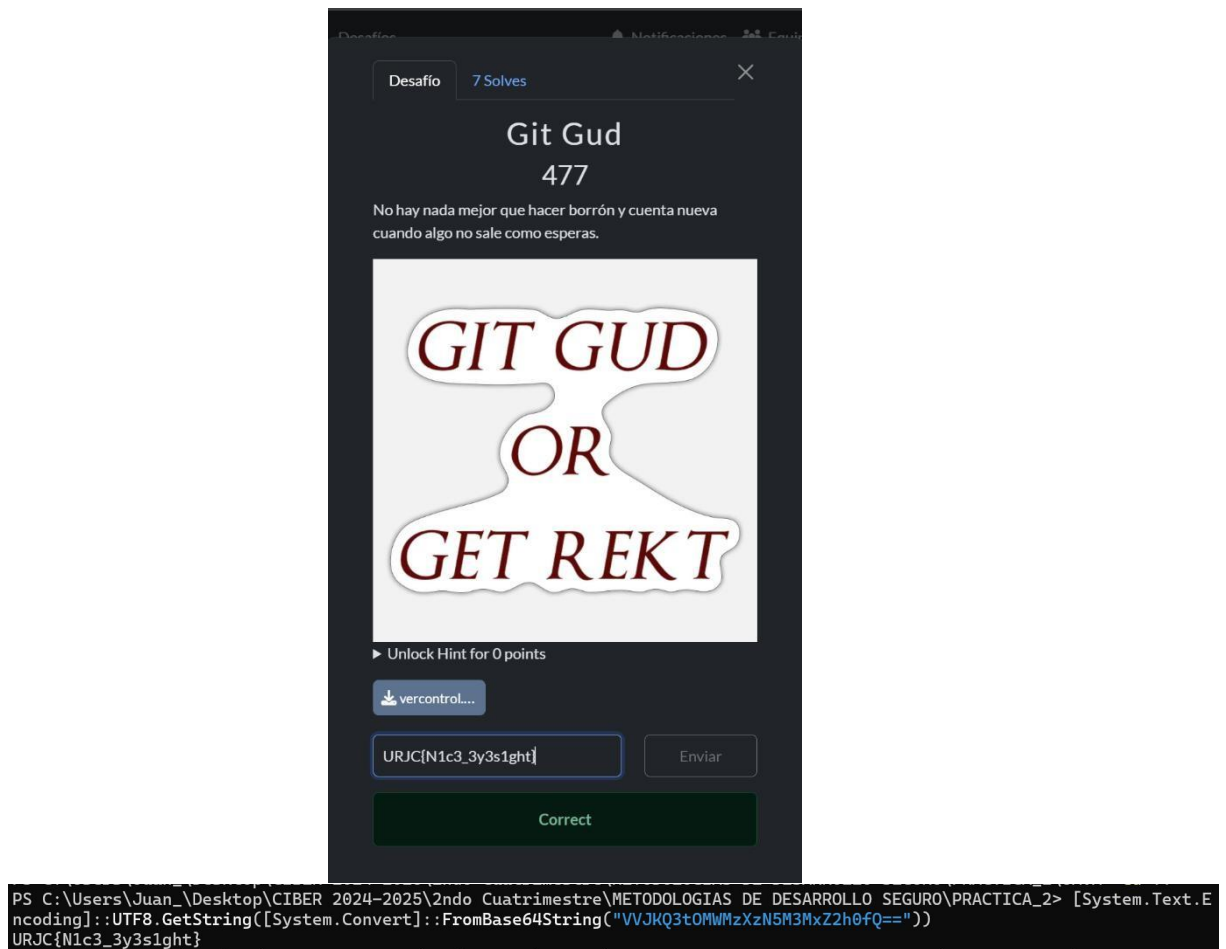 Desafíos Notificaciones
Desafío 7 Solves
Git Gud
477
No hay nada mejor que hacer borrón y cuenta nueva
cuando algo no sale como esperas.
GIT GUD
OR
GET REKT
▶ Unlock Hint for 0 points
vercontrol....
URJC{N1c3_3y3s1ght} Enviar
Correct
PS C:\Users\Juan_\Desktop\CIBER 2024-2025\2ndo Cuatrimestre\METODOLOGIAS DE DESARROLLO SEGURO\PRACTICA_2> [System.Text.E
ncoding]::UTF8.GetString([System.Convert]::FromBase64String("VVJKQ3tOMWMzXzN5M3MxZ2h0fQ=="))
URJC{N1c3_3y3s1ght}